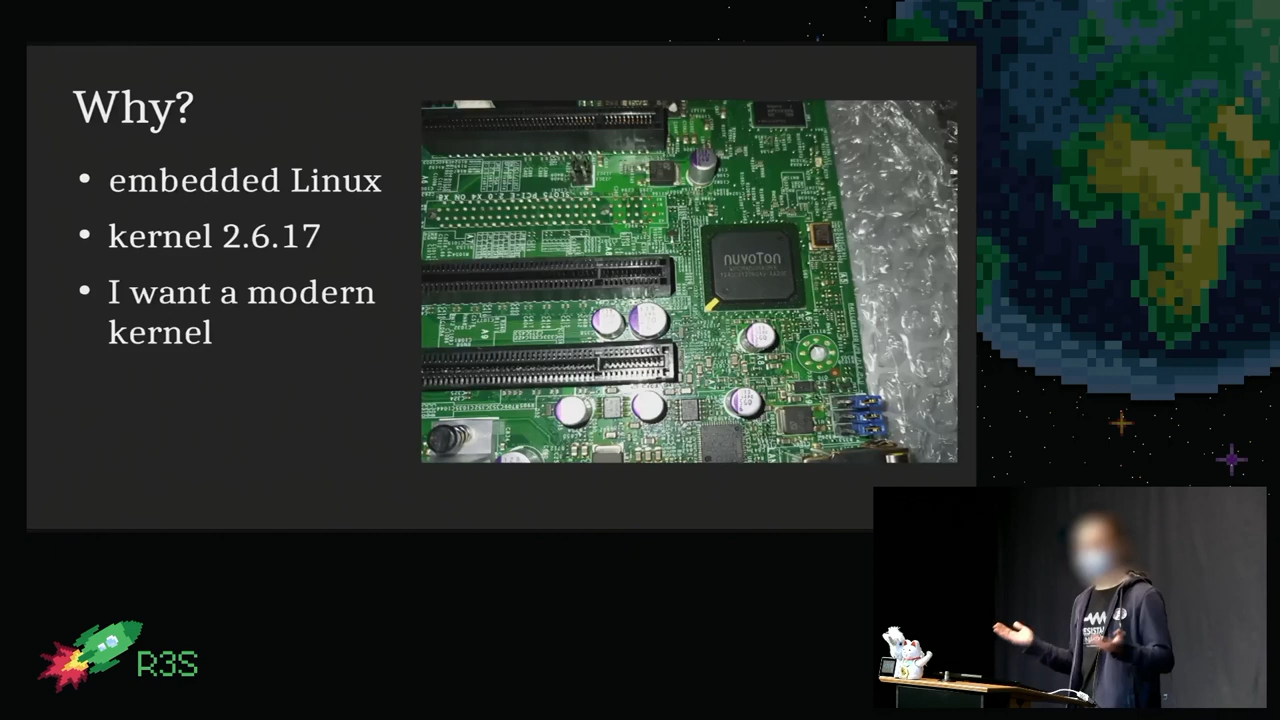 Why?
• embedded Linux
• kernel 2.6.17
• I want a modern
kernel
nuvoTon
R3S